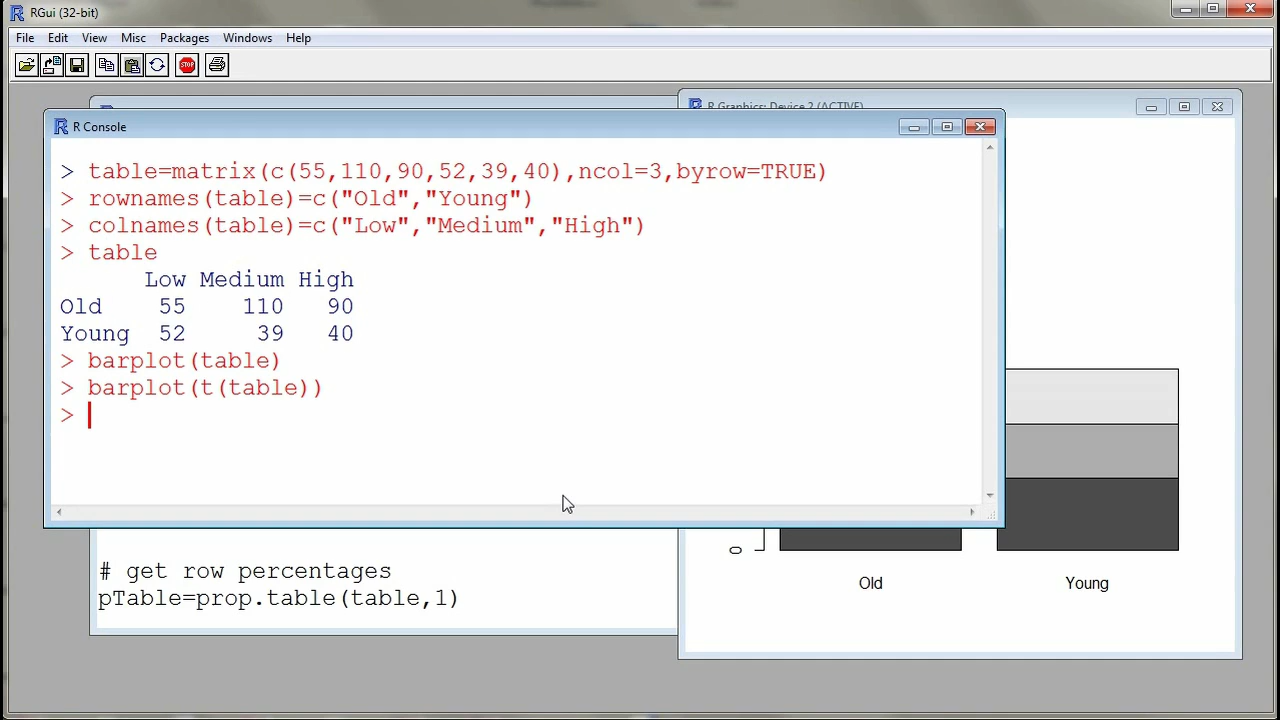 RGui (32-bit)
File Edit View Misc Packages Windows Help
STOP
R Graphics: Device 2 (ACTIVE)
R Console
> table=matrix(c(55,110,90,52,39,40),ncol=3,byrow=TRUE)
> rownames(table)=c("Old","Young")
> colnames(table)=c("Low","Medium","High")
> table
Low Medium High
Old 55 110 90
Young 52 39 40
> barplot(table)
> barplot(t(table))
>
# get row percentages
pTable=prop.table(table,1)
0
Old Young